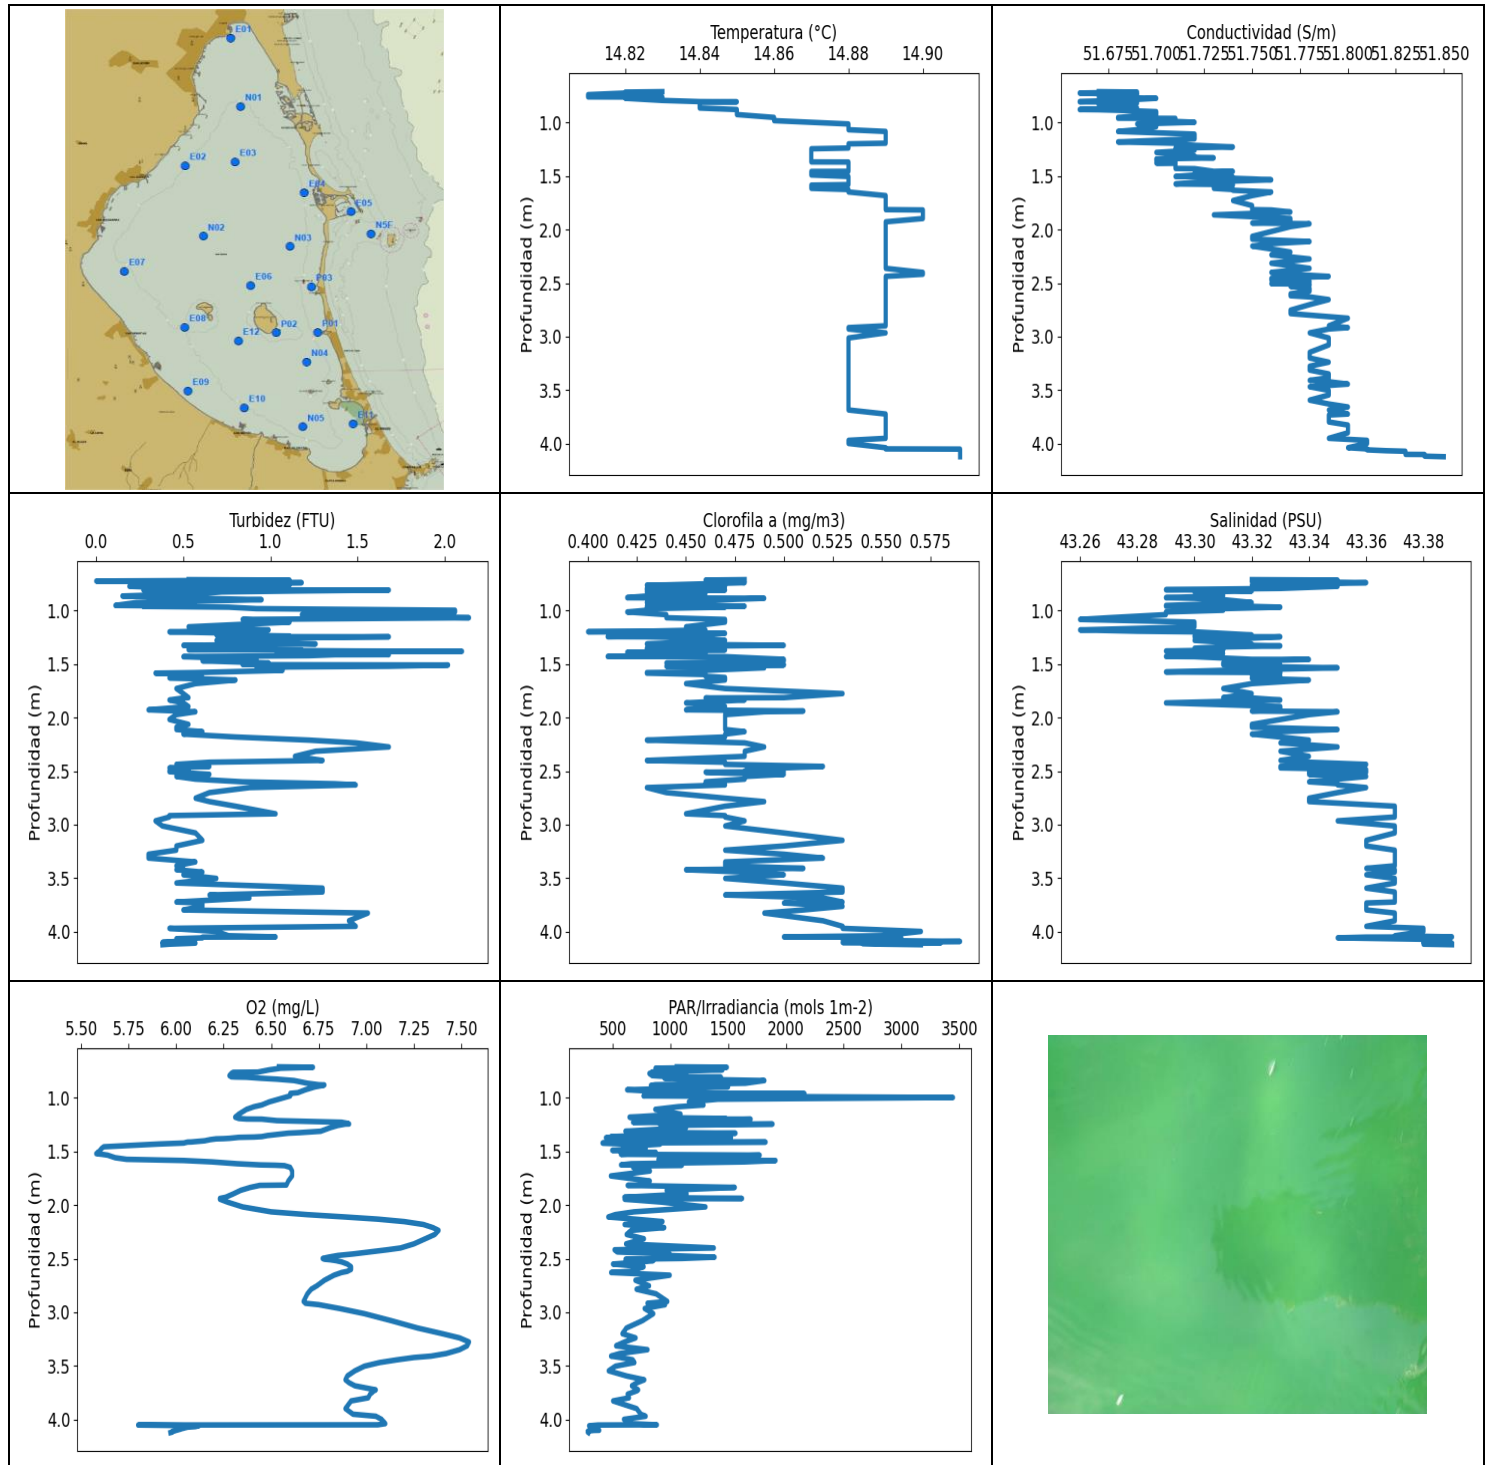 E01
N01
E02
E03
E04
E05
N5F
N02
N03
E07
E06
P03
E08
P02
P01
E12
N04
E09
E10
N05
E11
Temperatura (°C)
14.82 14.84 14.86 14.88 14.90
Profundidad (m)
1.0
1.5
2.0
2.5
3.0
3.5
4.0
Conductividad (S/m)
51.675 51.700 51.725 51.750 51.775 51.800 51.825 51.850
Profundidad (m)
1.0
1.5
2.0
2.5
3.0
3.5
4.0
Turbidez (FTU)
0.0 0.5 1.0 1.5 2.0
Profundidad (m)
1.0
1.5
2.0
2.5
3.0
3.5
4.0
Clorofila a (mg/m3)
0.400 0.425 0.450 0.475 0.500 0.525 0.550 0.575
Profundidad (m)
1.0
1.5
2.0
2.5
3.0
3.5
4.0
Salinidad (PSU)
43.26 43.28 43.30 43.32 43.34 43.36 43.38
Profundidad (m)
1.0
1.5
2.0
2.5
3.0
3.5
4.0
O2 (mg/L)
5.50 5.75 6.00 6.25 6.50 6.75 7.00 7.25 7.50
Profundidad (m)
1.0
1.5
2.0
2.5
3.0
3.5
4.0
PAR/Irradiancia (mols 1m-2)
500 1000 1500 2000 2500 3000 3500
Profundidad (m)
1.0
1.5
2.0
2.5
3.0
3.5
4.0